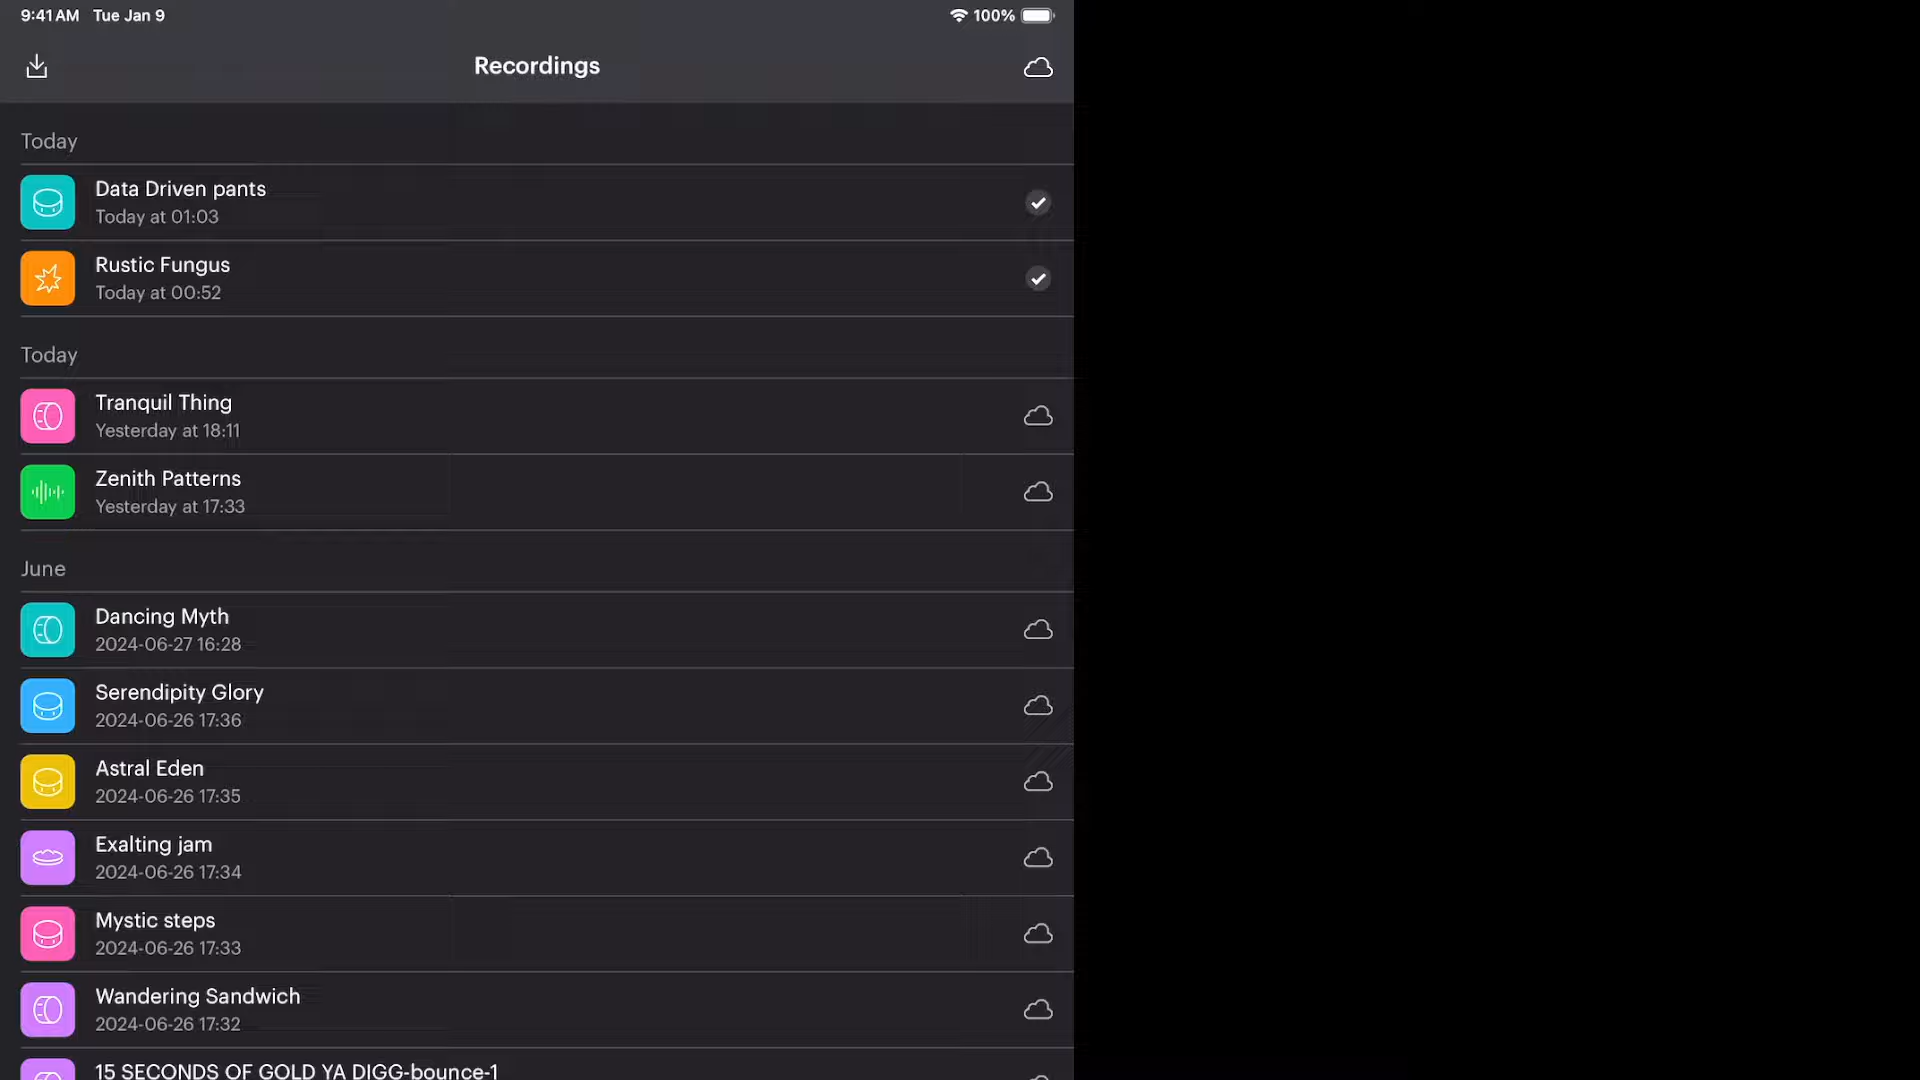 9:41 AM Tue Jan 9
100%
Recordings
Today
Data Driven pants
Today at 01:03
Rustic Fungus
Today at 00:52
Today
Tranquil Thing
Yesterday at 18:11
Zenith Patterns
Yesterday at 17:33
June
Dancing Myth
2024-06-27 16:28
Serendipity Glory
2024-06-26 17:36
Astral Eden
2024-06-26 17:35
Exalting jam
2024-06-26 17:34
Mystic steps
2024-06-26 17:33
Wandering Sandwich
2024-06-26 17:32
15 SECONDS OF GOLD YA DIGG-bounce-1